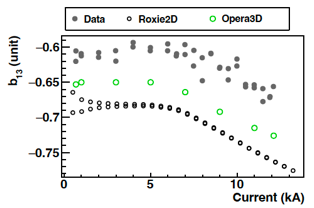 Data Roxie2D Opera3D
b13 (unit)
−0.6
−0.65
−0.7
−0.75
0 5 10
Current (kA)